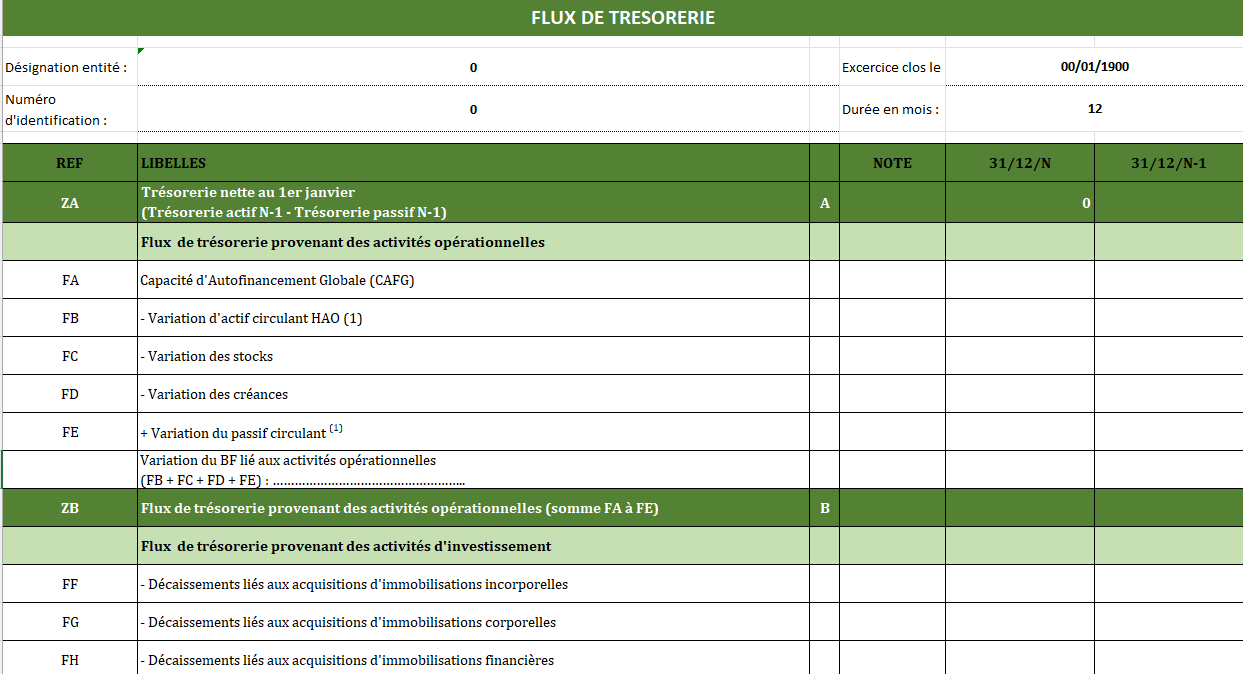 FLUX DE TRESORERIE
Désignation entité : 0 Excercice clos le 00/01/1900
Numéro
d'identification : 0 Durée en mois : 12
REF LIBELLES NOTE 31/12/N 31/12/N-1
ZA Trésorerie nette au 1er janvier
(Trésorerie actif N-1 - Trésorerie passif N-1) A 0
Flux de trésorerie provenant des activités opérationnelles
FA Capacité d'Autofinancement Globale (CAFG)
FB - Variation d'actif circulant HAO (1)
FC - Variation des stocks
FD - Variation des créances
FE + Variation du passif circulant (1)
Variation du BF lié aux activités opérationnelles
(FB + FC + FD + FE) : ……………………………………………..
ZB Flux de trésorerie provenant des activités opérationnelles (somme FA à FE) B
Flux de trésorerie provenant des activités d'investissement
FF - Décaissements liés aux acquisitions d'immobilisations incorporelles
FG - Décaissements liés aux acquisitions d'immobilisations corporelles
FH - Décaissements liés aux acquisitions d'immobilisations financières